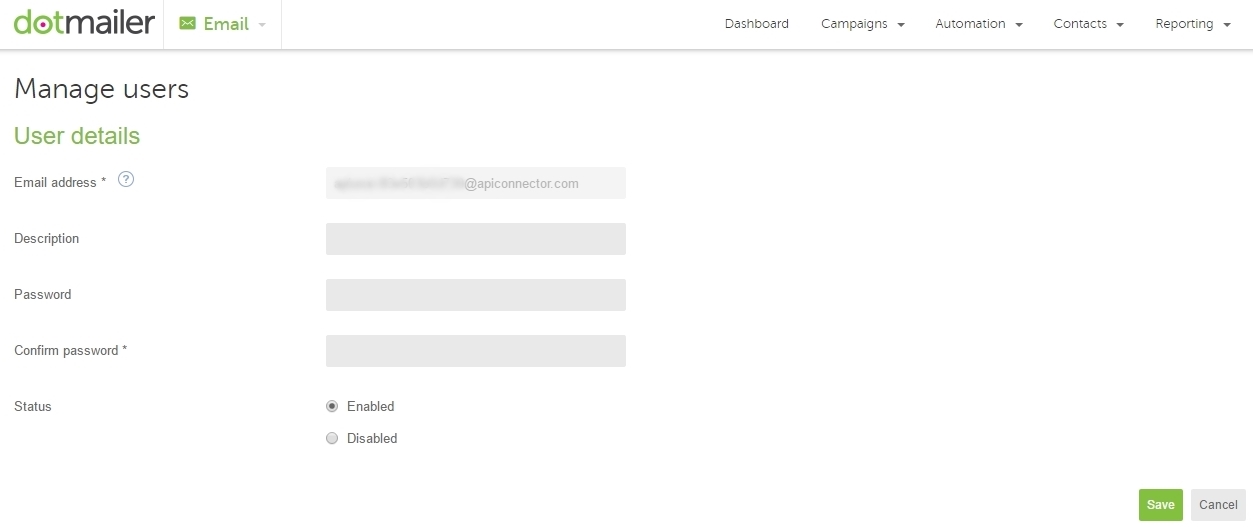 dotmailer Email Dashboard Campaigns Automation Contacts Reporting
Manage users
User details
Email address * ? @apiconnector.com
Description
Password
Confirm password *
Status Enabled
Disabled
Save Cancel